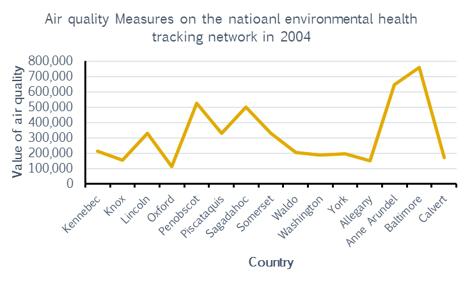 Air quality Measures on the natioanl environmental health
tracking network in 2004
Value of air quality
800,000
700,000
600,000
500,000
400,000
300,000
200,000
100,000
0
Kennebec
Knox
Lincoln
Oxford
Penobscot
Piscataquis
Sagadahoc
Somerset
Waldo
Washington
York
Allegany
Anne Arundel
Baltimore
Calvert
Country